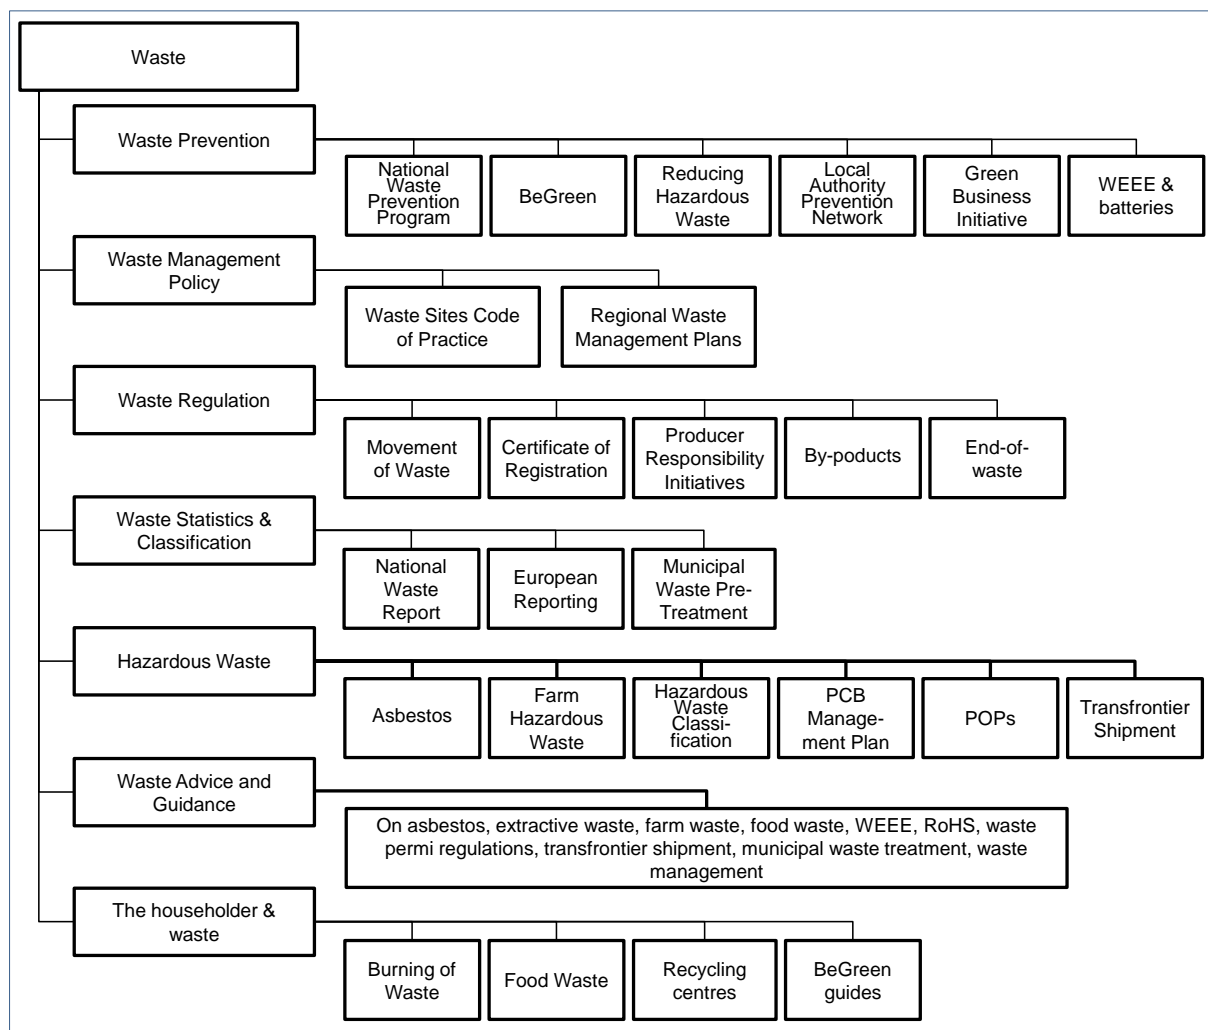 Waste
Waste Prevention
National
Waste
Prevention
Program
BeGreen
Reducing
Hazardous
Waste
Local
Authority
Prevention
Network
Green
Business
Initiative
WEEE &
batteries
Waste Management
Policy
Waste Sites Code
of Practice
Regional Waste
Management Plans
Waste Regulation
Movement
of Waste
Certificate of
Registration
Producer
Responsibility
Initiatives
By-poducts
End-of-
waste
Waste Statistics &
Classification
National
Waste
Report
European
Reporting
Municipal
Waste Pre-
Treatment
Hazardous Waste
Asbestos
Farm
Hazardous
Waste
Hazardous
Waste
Classi-
fication
PCB
Manage-
ment Plan
POPs
Transfrontier
Shipment
Waste Advice and
Guidance
On asbestos, extractive waste, farm waste, food waste, WEEE, RoHS, waste
permi regulations, transfrontier shipment, municipal waste treatment, waste
management
The householder &
waste
Burning of
Waste
Food Waste
Recycling
centres
BeGreen
guides